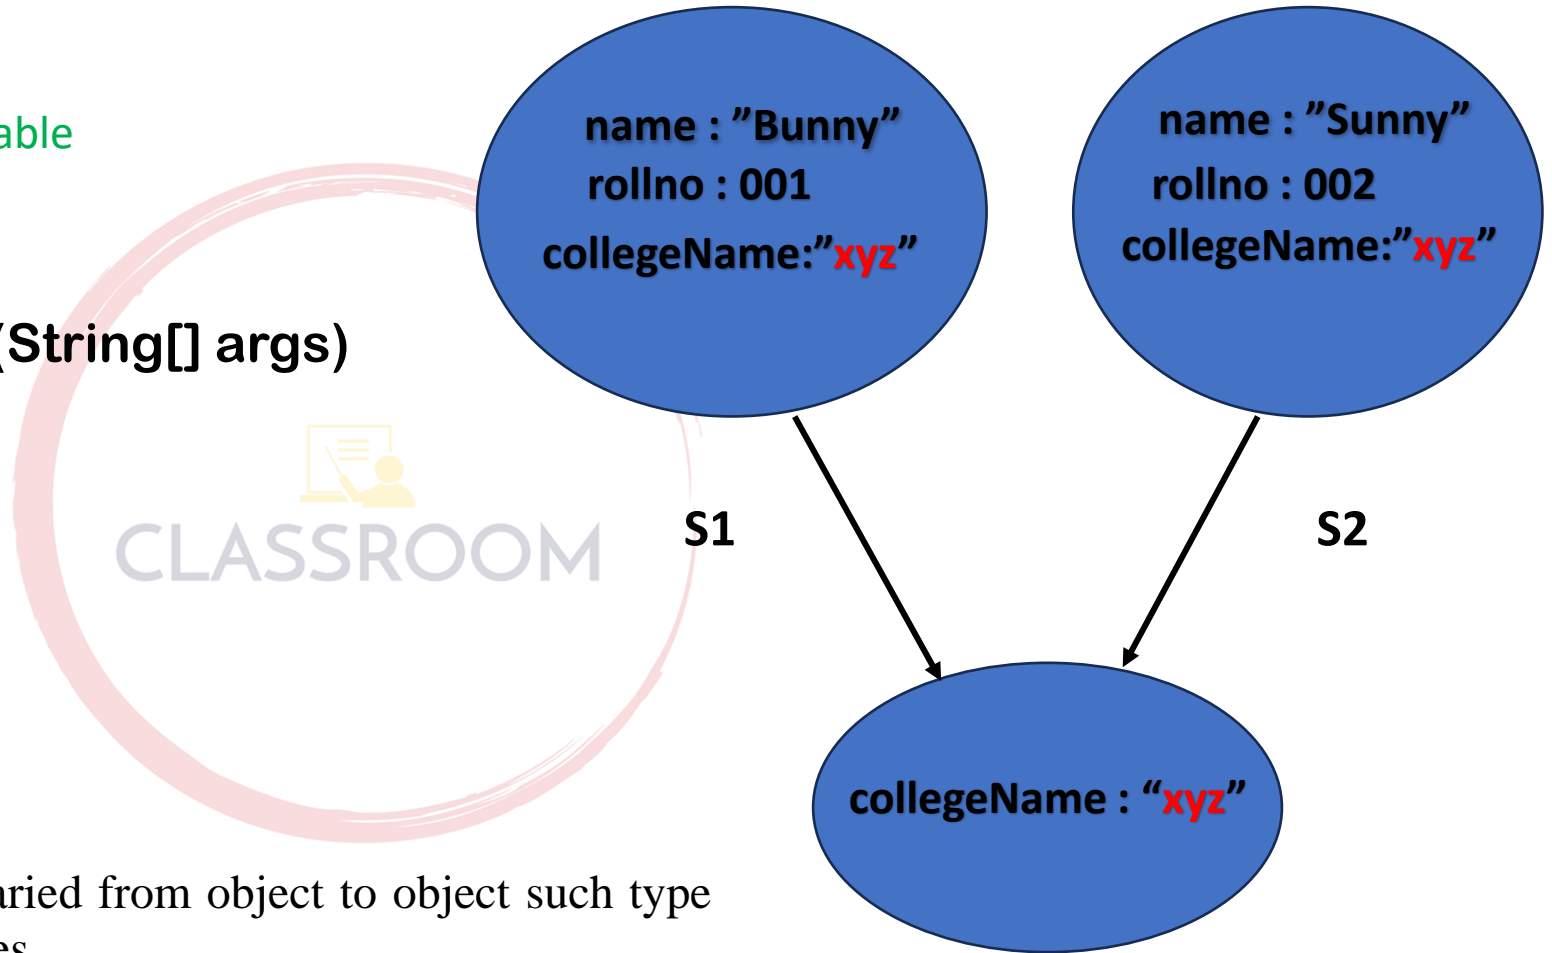 able
(String[] args)
CLASSROOM
aried from object to object such type
es
name : ”Bunny”
rollno : 001
collegeName:”xyz”
name : ”Sunny”
rollno : 002
collegeName:”xyz”
S1
S2
collegeName : “xyz”